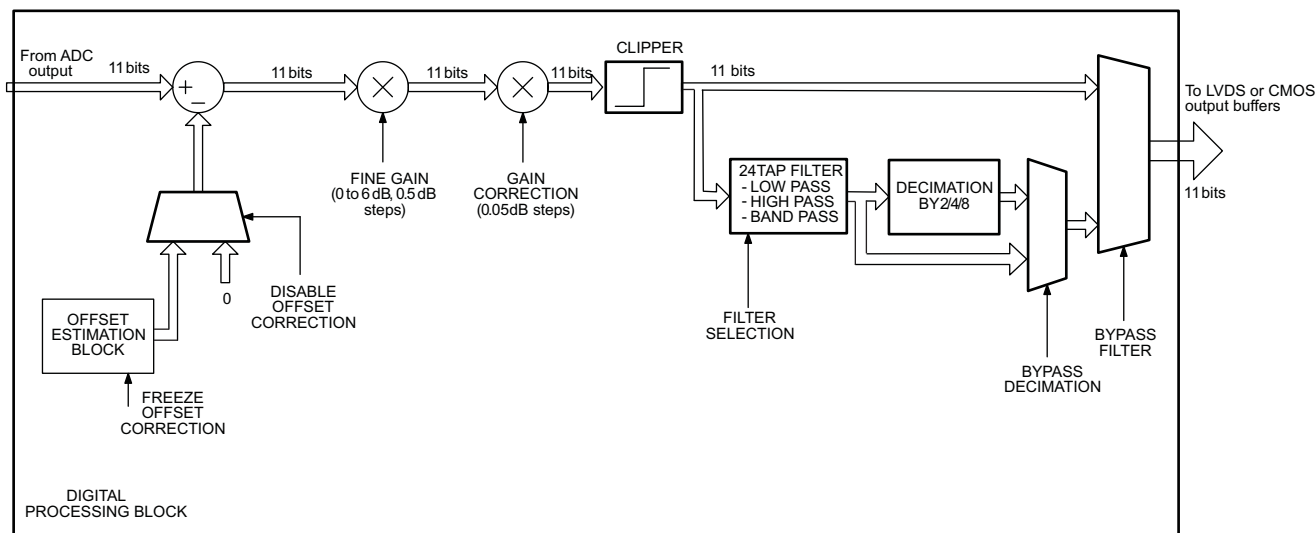 From ADC
output
11 bits
+
−
11 bits
11 bits
11 bits
CLIPPER
11 bits
To LVDS or CMOS
output buffers
11 bits
FINE GAIN
(0 to 6 dB, 0.5 dB
steps)
GAIN
CORRECTION
(0.05dB steps)
24TAP FILTER
- LOW PASS
- HIGH PASS
- BAND PASS
DECIMATION
BY2/4/8
0
DISABLE
OFFSET
CORRECTION
OFFSET
ESTIMATION
BLOCK
FREEZE
OFFSET
CORRECTION
FILTER
SELECTION
BYPASS
DECIMATION
BYPASS
FILTER
DIGITAL
PROCESSING BLOCK